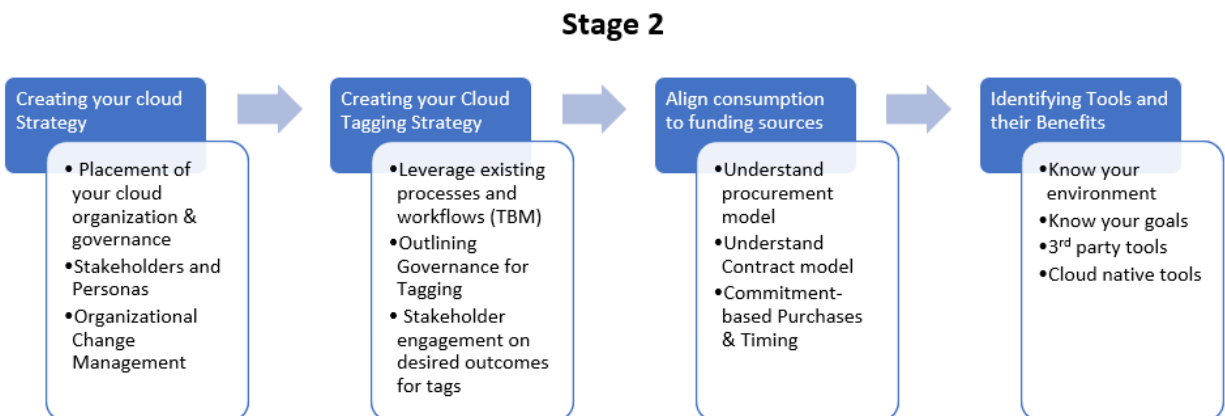 Stage 2
Creating your cloud
Strategy
• Placement of
your cloud
organization &
governance
•Stakeholders and
Personas
•Organizational
Change
Management
Creating your Cloud
Tagging Strategy
•Leverage existing
processes and
workflows (TBM)
•Outlining
Governance for
Tagging
• Stakeholder
engagement on
desired outcomes
for tags
Align consumption
to funding sources
•Understand
procurement
model
•Understand
Contract model
•Commitment-
based Purchases
& Timing
Identifying Tools and
their Benefits
•Know your
environment
•Know your goals
•3rd party tools
•Cloud native tools